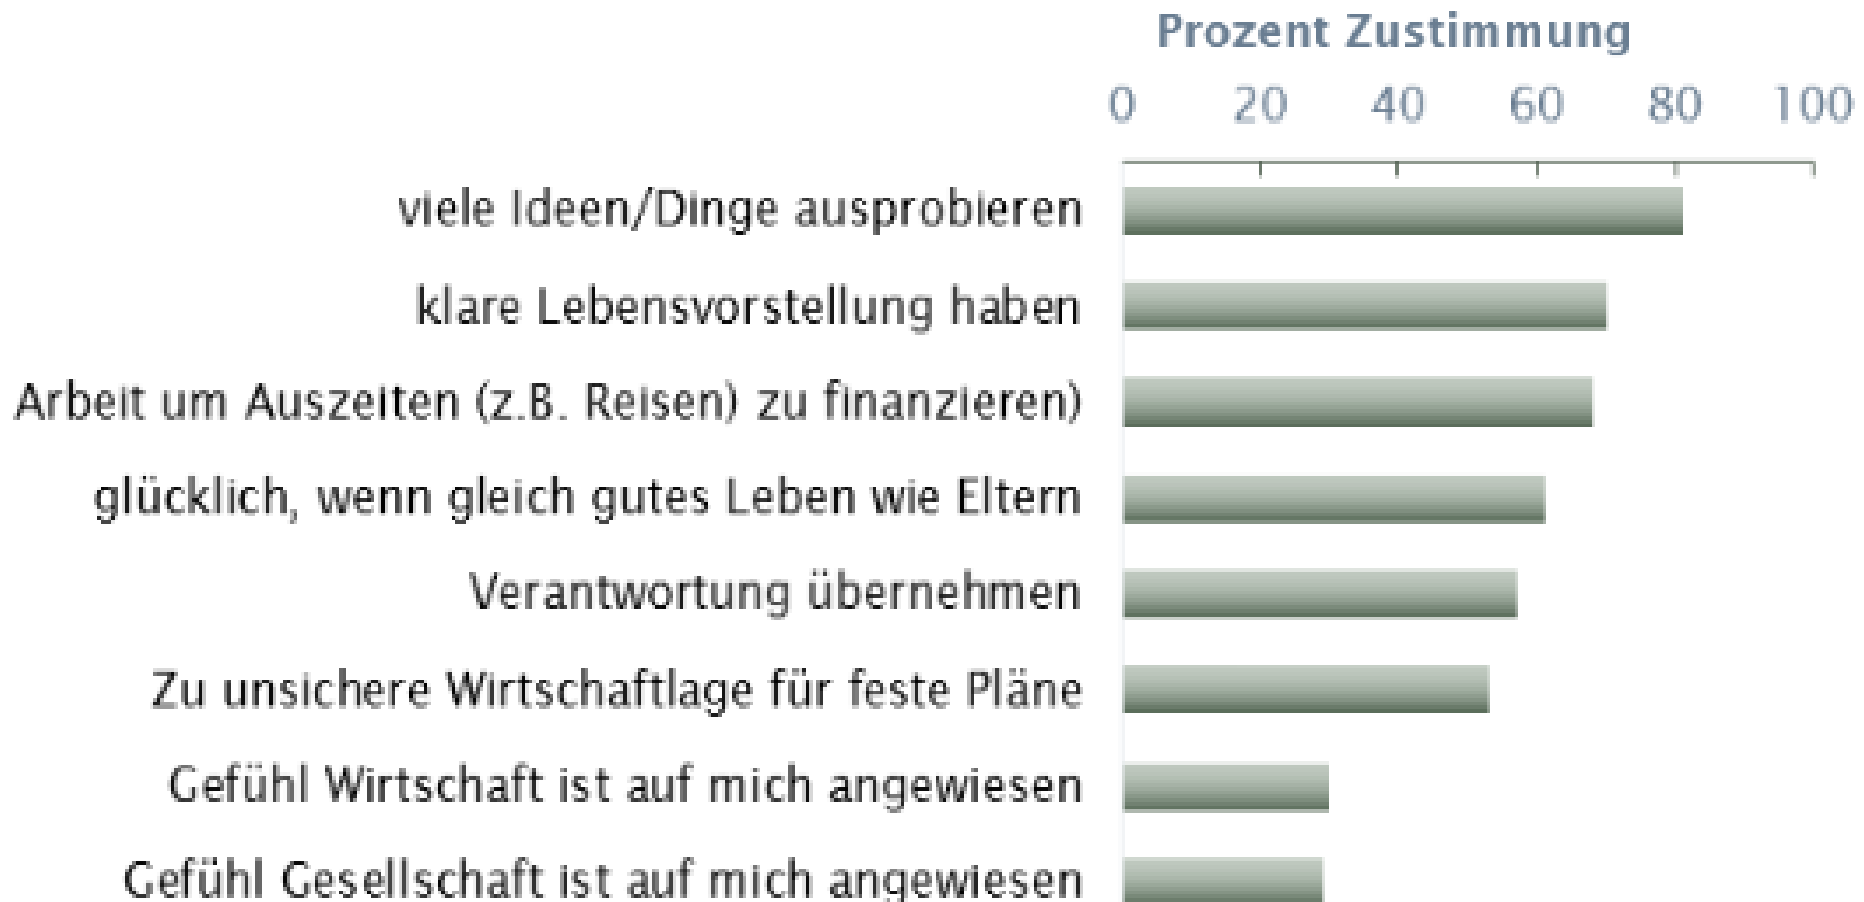 Prozent Zustimmung
0 20 40 60 80 100
viele Ideen/Dinge ausprobieren
klare Lebensvorstellung haben
Arbeit um Auszeiten (z.B. Reisen) zu finanzieren)
glücklich, wenn gleich gutes Leben wie Eltern
Verantwortung übernehmen
Zu unsichere Wirtschaftlage für feste Pläne
Gefühl Wirtschaft ist auf mich angewiesen
Gefühl Gesellschaft ist auf mich angewiesen